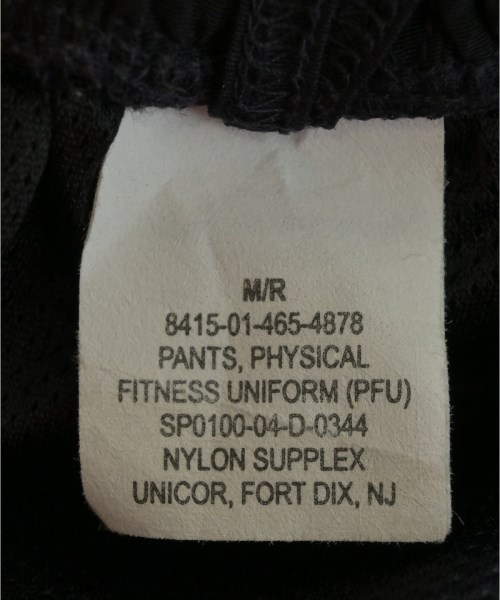 M/R
8415-01-465-4878
PANTS, PHYSICAL
FITNESS UNIFORM (PFU)
SP0100-04-D-0344
NYLON SUPPLEX
UNICOR, FORT DIX, NJ